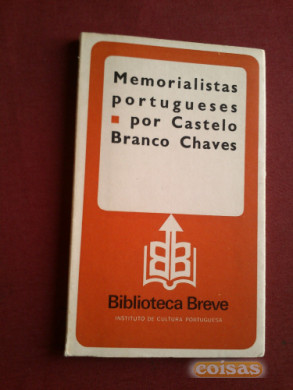 Memorialistas
portugueses
por Castelo
Branco Chaves
BB
Biblioteca Breve
INSTITUTO DE CULTURA PORTUGUESA
coisas